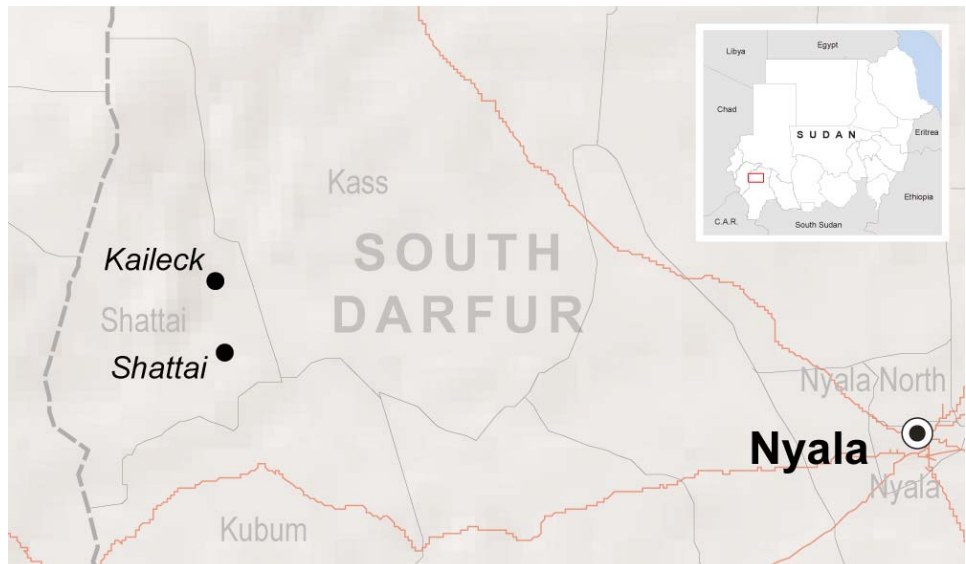 Libya
Egypt
Chad
SUDAN
Eritrea
Ethiopia
C.A.R.
South Sudan
Kass
SOUTH
DARFUR
Kaileck
Shattai
Shattai
Nyala North
Nyala
Nyala
Kubum